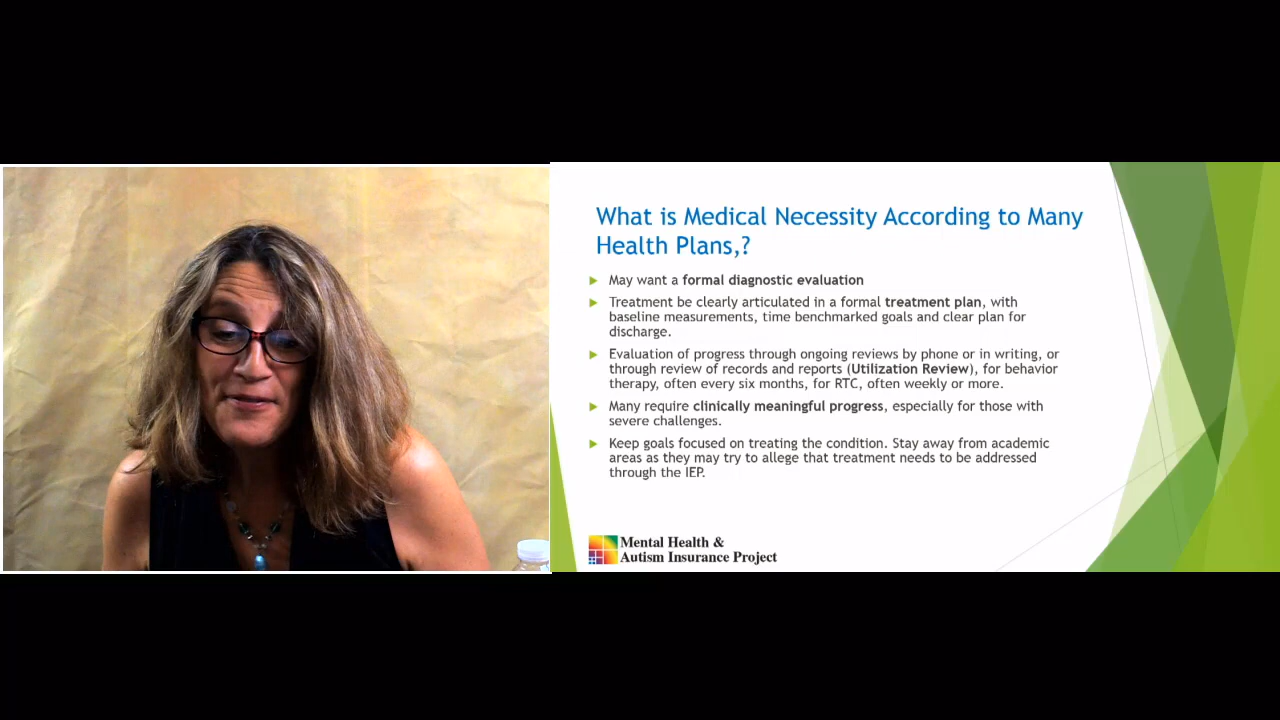 What is Medical Necessity According to Many
Health Plans,?
May want a formal diagnostic evaluation
Treatment be clearly articulated in a formal treatment plan, with
baseline measurements, time benchmarked goals and clear plan for
discharge.
Evaluation of progress through ongoing reviews by phone or in writing, or
through review of records and reports (Utilization Review), for behavior
therapy, often every six months, for RTC, often weekly or more.
Many require clinically meaningful progress, especially for those with
severe challenges.
Keep goals focused on treating the condition. Stay away from academic
areas as they may try to allege that treatment needs to be addressed
through the IEP.
Mental Health &
Autism Insurance Project